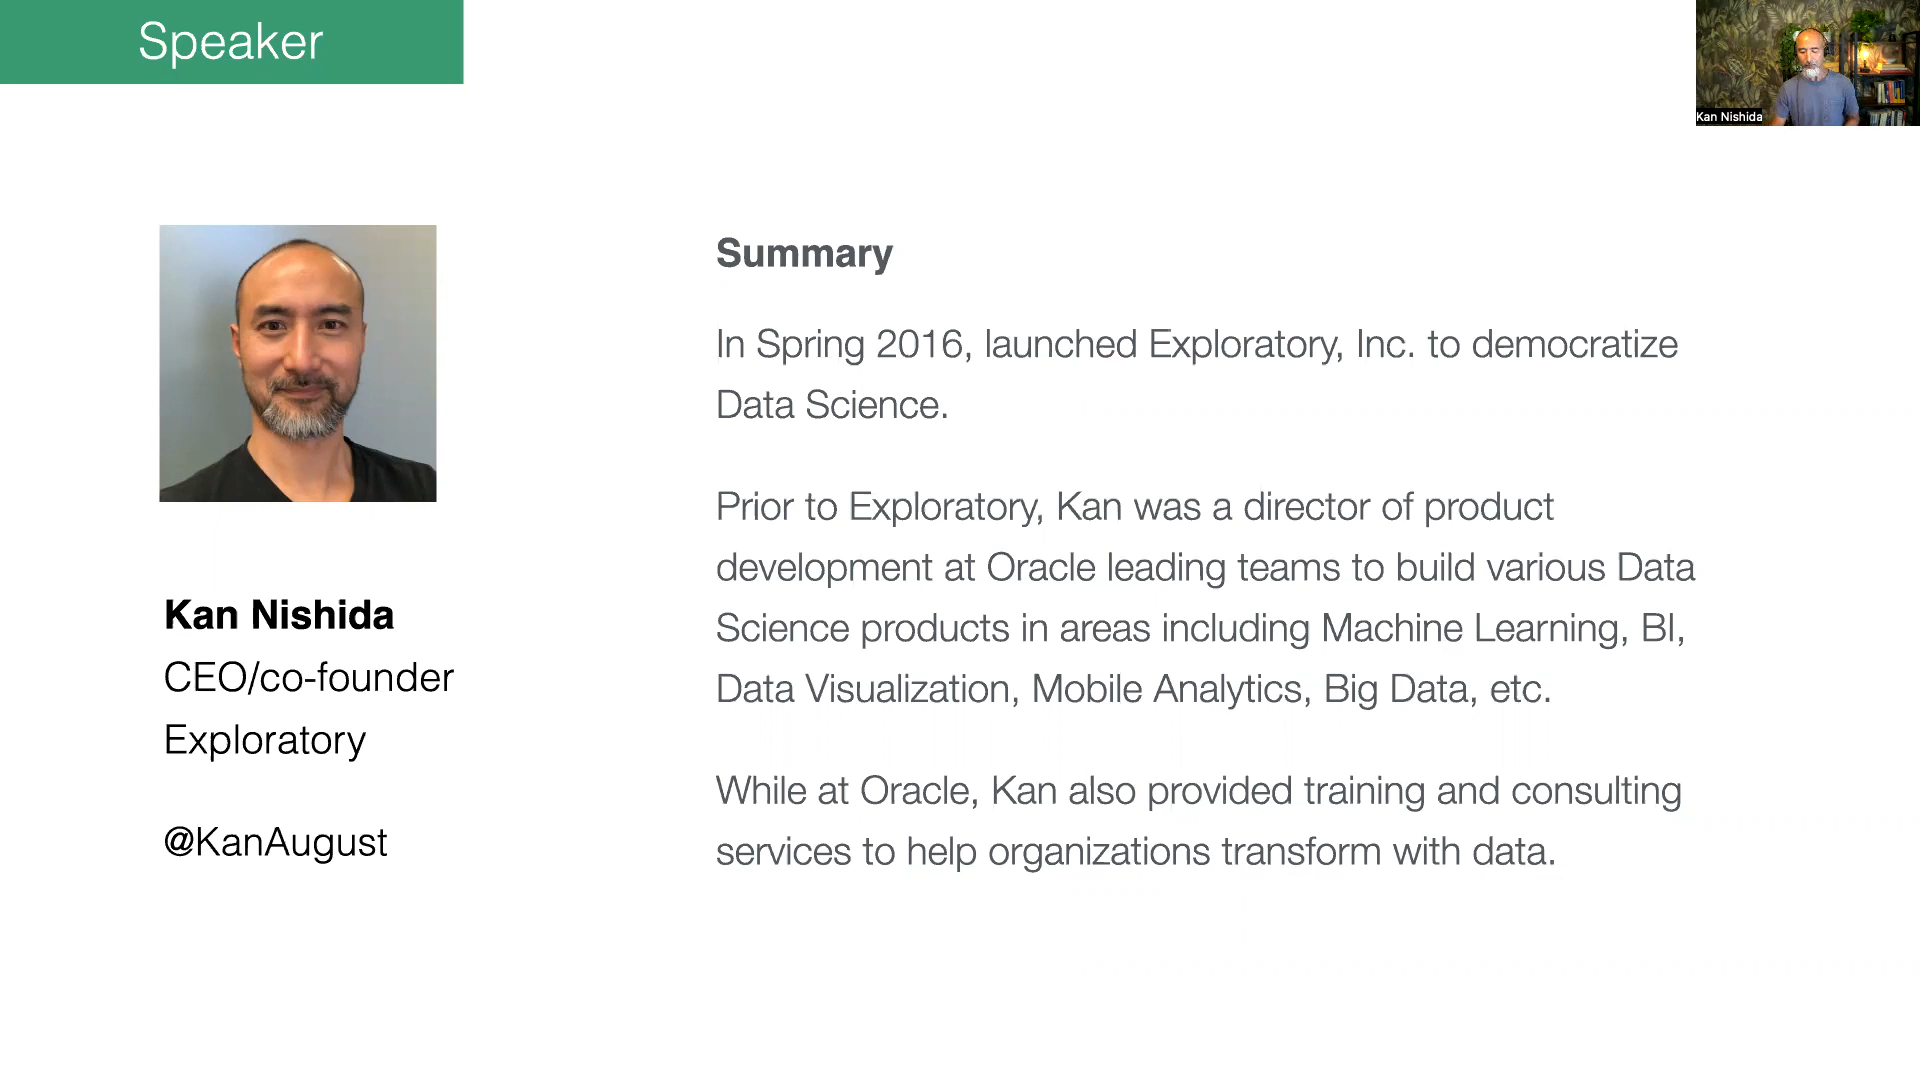 Speaker
Kan Nishida
Kan Nishida
CEO/co-founder
Exploratory
@KanAugust
Summary
In Spring 2016, launched Exploratory, Inc. to democratize
Data Science.
Prior to Exploratory, Kan was a director of product
development at Oracle leading teams to build various Data
Science products in areas including Machine Learning, BI,
Data Visualization, Mobile Analytics, Big Data, etc.
While at Oracle, Kan also provided training and consulting
services to help organizations transform with data.